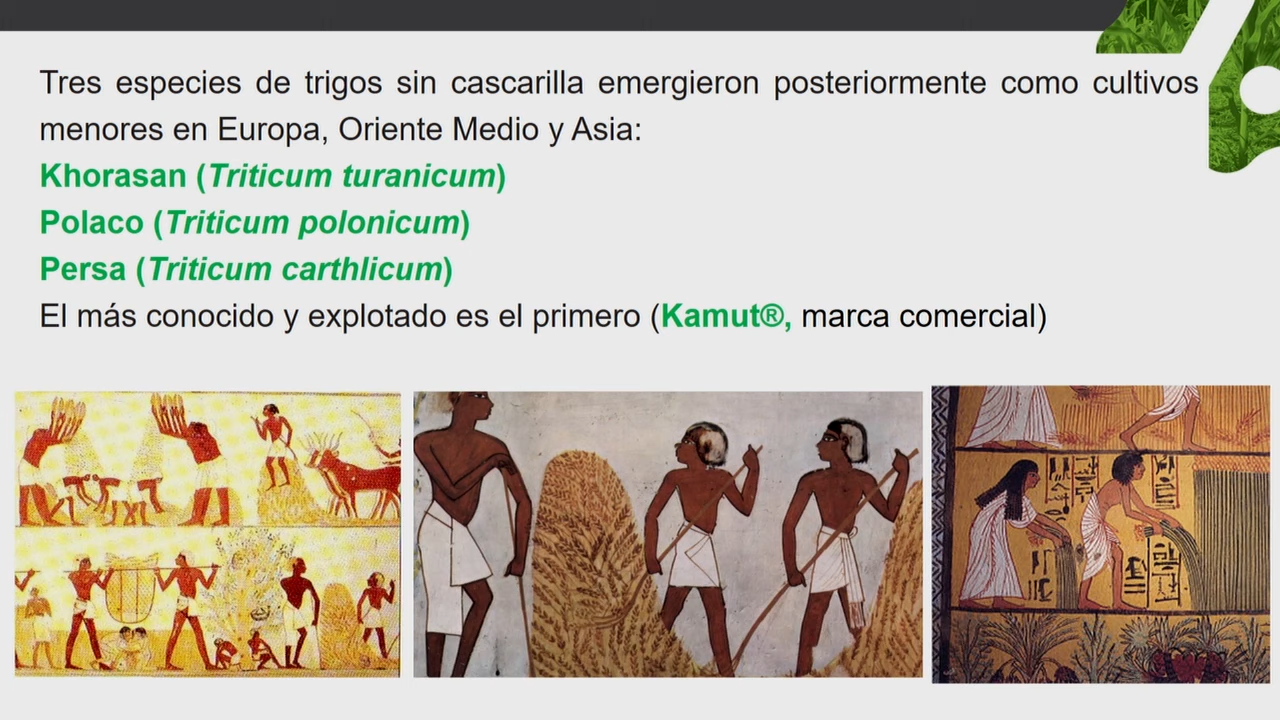 Tres especies de trigos sin cascarilla emergieron posteriormente como cultivos
menores en Europa, Oriente Medio y Asia:
Khorasan (Triticum turanicum)
Polaco (Triticum polonicum)
Persa (Triticum carthlicum)
El más conocido y explotado es el primero (Kamut®, marca comercial)